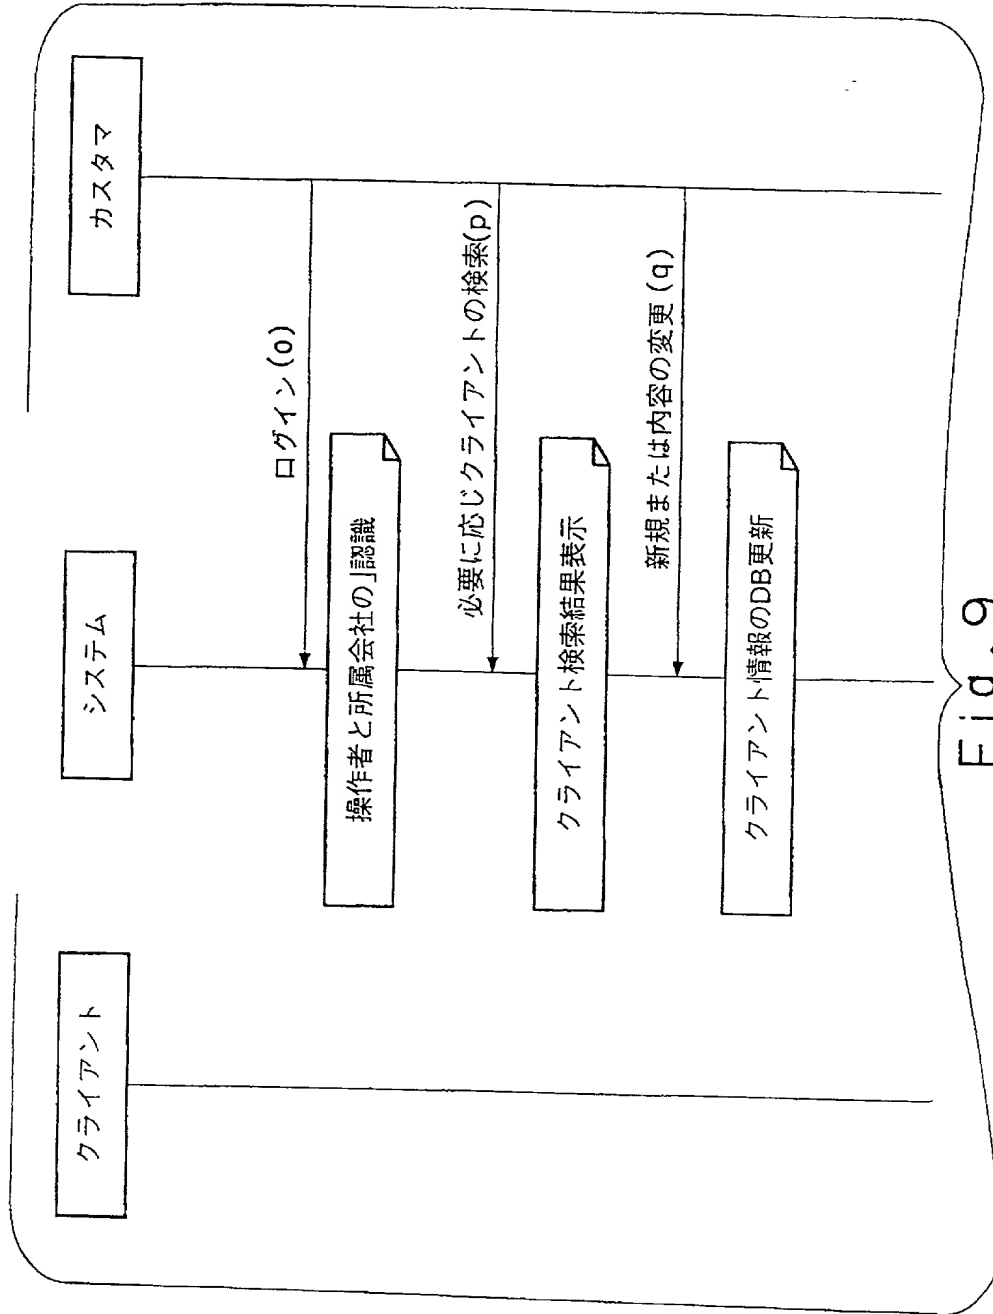 クライアント
システム
カスタマ
ログイン(o)
操作者と所属会社の」認識
必要に応じクライアントの検索(p)
クライアント検索結果表示
新規または内容の変更(q)
クライアント情報のDB更新
Fig. 9